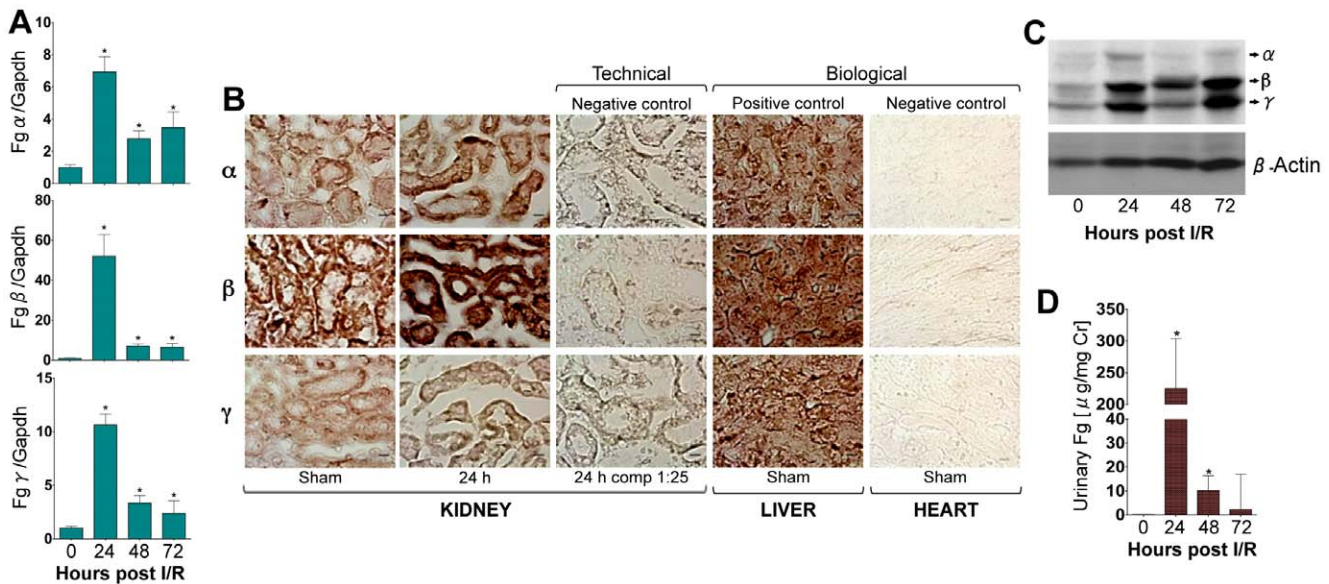 A
10
8
6
4
2
0
Fg α/Gapdh
*
*
*
*
80
60
40
20
0
Fg β/Gapdh
*
*
*
15
10
5
0
Fg γ/Gapdh
*
*
*
0 24 48 72
Hours post I/R
B
Technical Biological
Negative control Positive control Negative control
α
β
γ
Sham 24 h 24 h comp 1:25 Sham Sham
KIDNEY LIVER HEART
C
α
β
γ
β-Actin
0 24 48 72
Hours post I/R
D
350
300
250
200
40
30
20
10
0
Urinary Fg [μg/mg Cr]
*
*
0 24 48 72
Hours post I/R